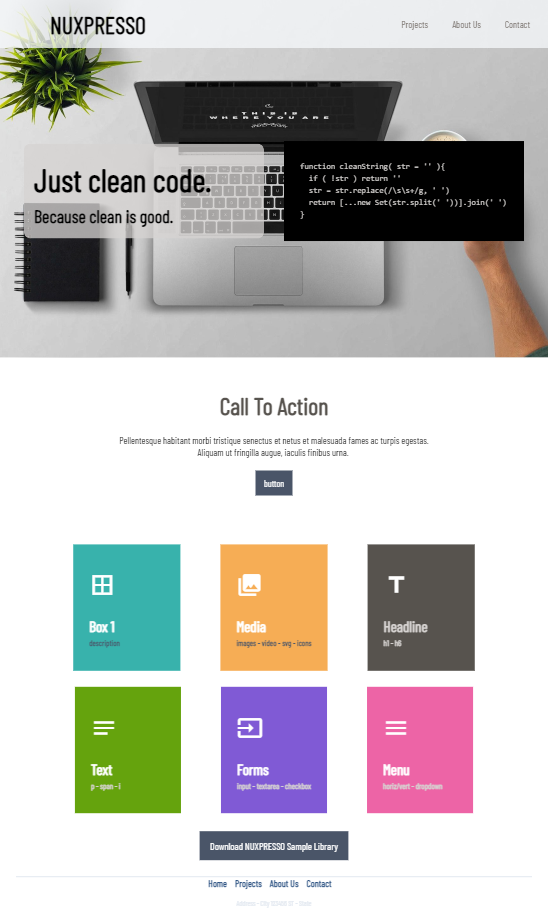 NUXPRESSO
Projects About Us Contact
THIS IS
WHERE YOU ARE
function cleanString( str = '' ){
if ( !str ) return ''
str = str.replace(/\s\s+/g, ' ')
return [...new Set(str.split(' '))].join(' ')
}
Just clean code.
Because clean is good.
Call To Action
Pellentesque habitant morbi tristique senectus et netus et malesuada fames ac turpis egestas.
Aliquam ut fringilla augue, iaculis finibus urna.
button
Box 1
description
Media
images - video - svg - icons
Headline
h1 - h6
Text
p - span - i
Forms
input - textarea - checkbox
Menu
horiz/vert - dropdown
Download NUXPRESSO Sample Library
Home Projects About Us Contact
Address - City